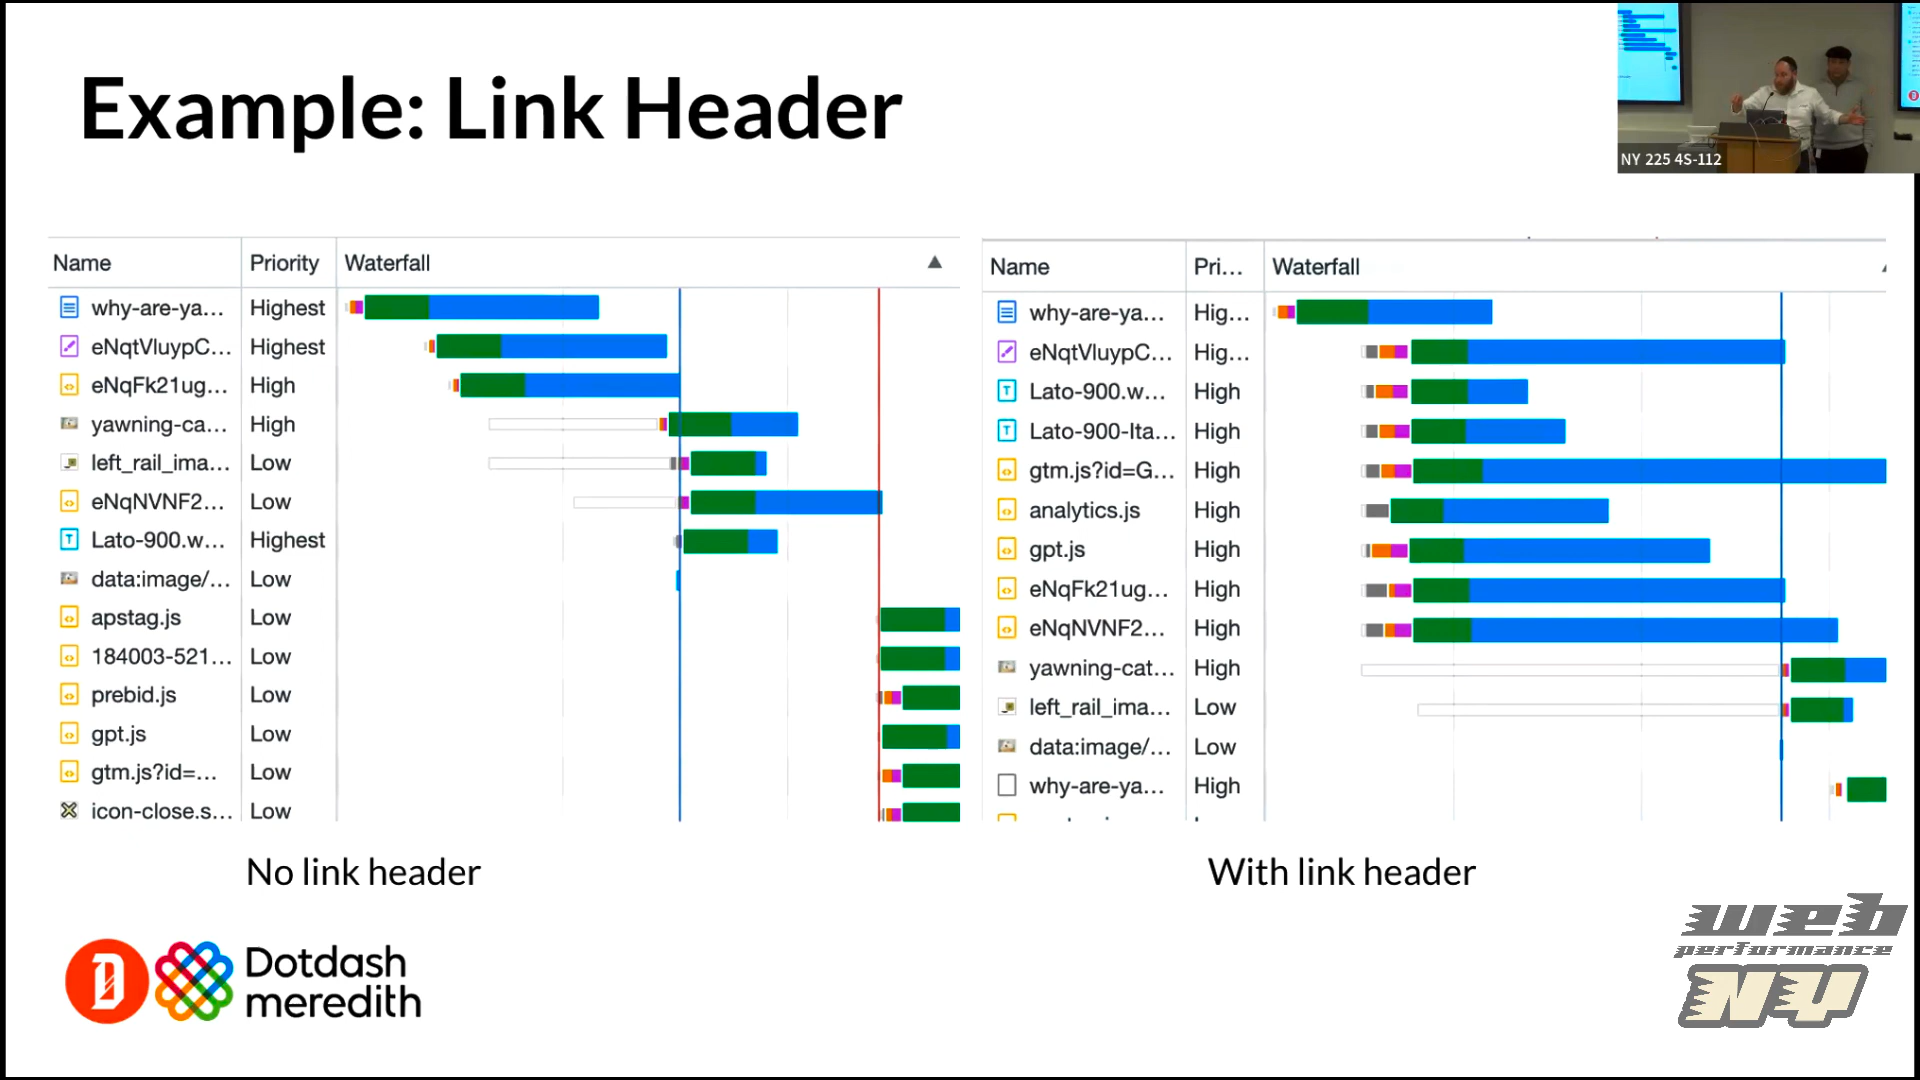 Example: Link Header
NY 225 4S-112
Name Priority Waterfall
why-are-ya... Highest
eNqtVluypC... Highest
eNqFk21ug... High
yawning-ca... High
left_rail_ima... Low
eNqNVNF2... Low
Lato-900.w... Highest
data:image/... Low
apstag.js Low
184003-521... Low
prebid.js Low
gpt.js Low
gtm.js?id=... Low
icon-close.s... Low
No link header
Name Pri... Waterfall
why-are-ya... Hig...
eNqtVluypC... Hig...
Lato-900.w... High
Lato-900-Ita... High
gtm.js?id=G... High
analytics.js High
gpt.js High
eNqFk21ug... High
eNqNVNF2... High
yawning-cat... High
left_rail_ima... Low
data:image/... Low
why-are-ya... High
With link header
D
Dotdash
meredith
web
performance
NY